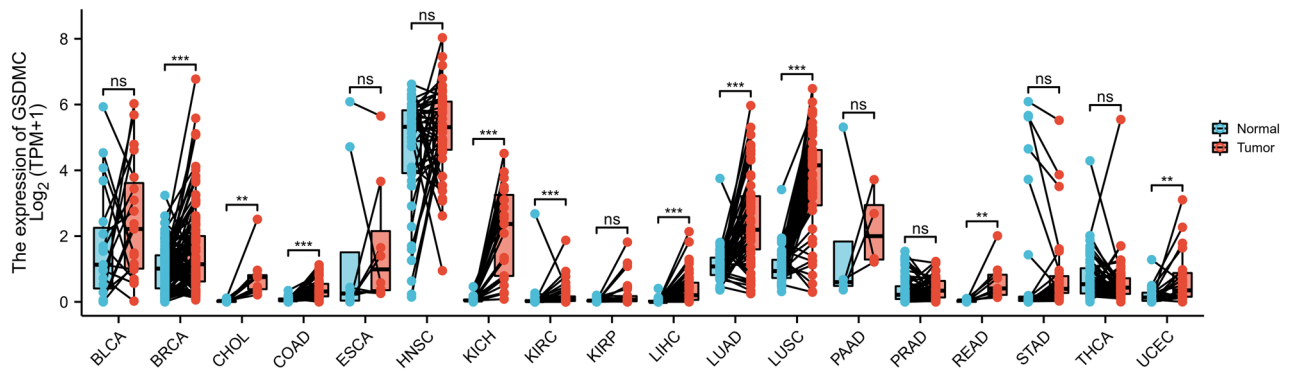 The expression of GSDMC
Log2 (TPM+1)
8
6
4
2
0
ns
***
**
***
ns
ns
***
***
ns
***
***
***
ns
ns
**
ns
ns
**
BLCA
BRCA
CHOL
COAD
ESCA
HNSC
KICH
KIRC
KIRP
LIHC
LUAD
LUSC
PAAD
PRAD
READ
STAD
THCA
UCEC
Normal
Tumor